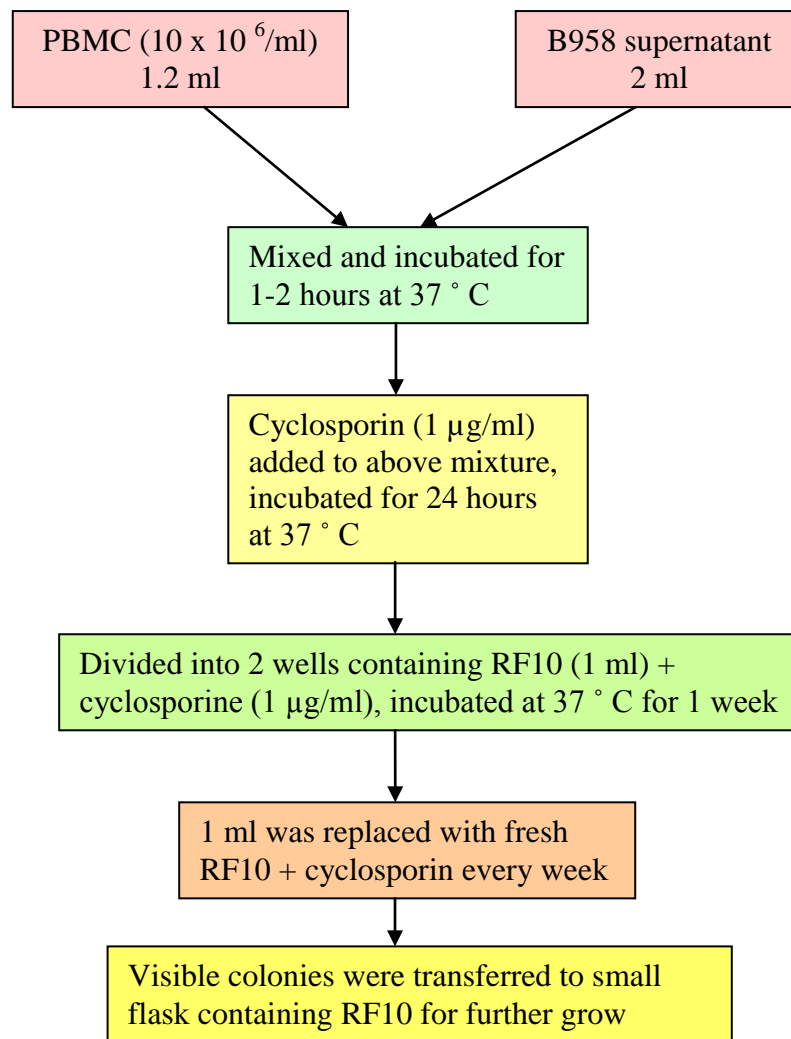 PBMC (10 x 10 ⁶/ml)
1.2 ml
B958 supernatant
2 ml
Mixed and incubated for
1-2 hours at 37 ˚ C
Cyclosporin (1 µg/ml)
added to above mixture,
incubated for 24 hours
at 37 ˚ C
Divided into 2 wells containing RF10 (1 ml) +
cyclosporine (1 µg/ml), incubated at 37 ˚ C for 1 week
1 ml was replaced with fresh
RF10 + cyclosporin every week
Visible colonies were transferred to small
flask containing RF10 for further grow